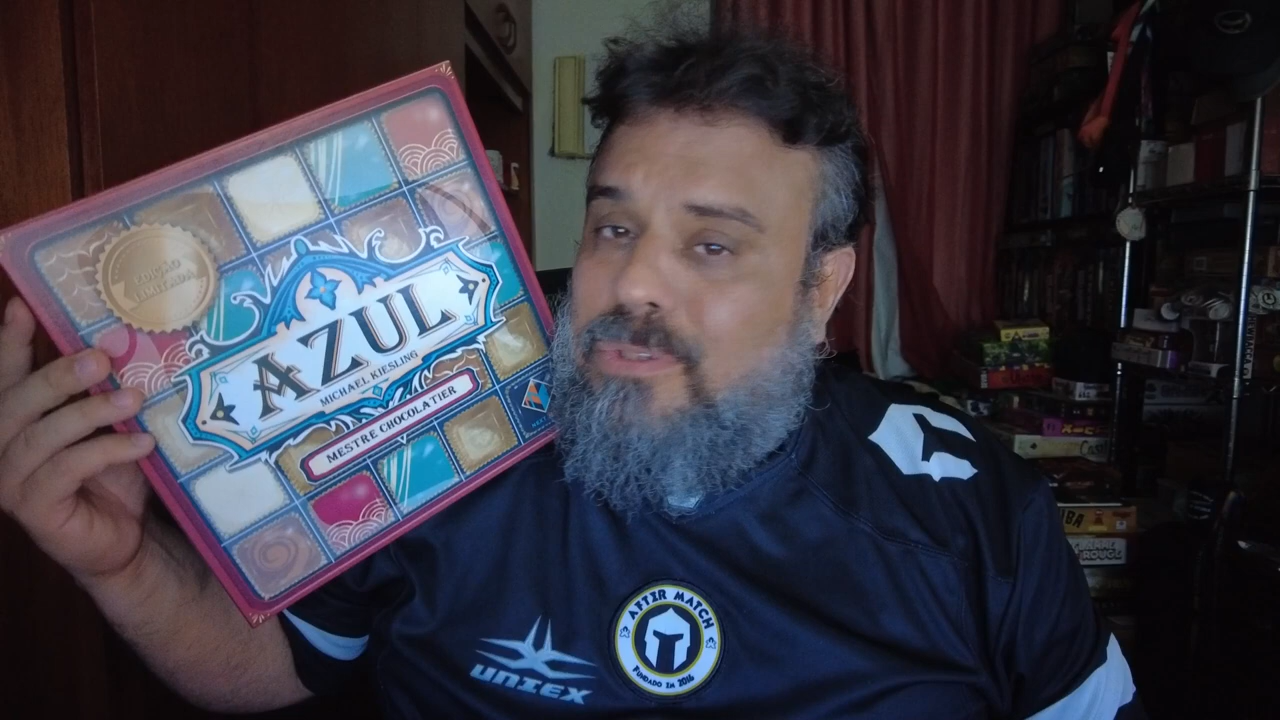 EDIÇÃO
LIMITADA
AZUL
MICHAEL KIESLING
MESTRE CHOCOLATIER
UNIEX
AFTER MATCH
FUNDADO EM 2016